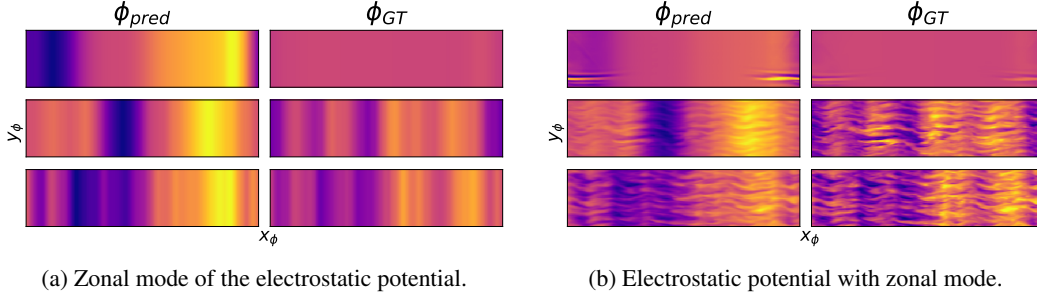 ϕpred ϕGT ϕpred ϕGT
yϕ yϕ
xϕ xϕ
(a) Zonal mode of the electrostatic potential. (b) Electrostatic potential with zonal mode.